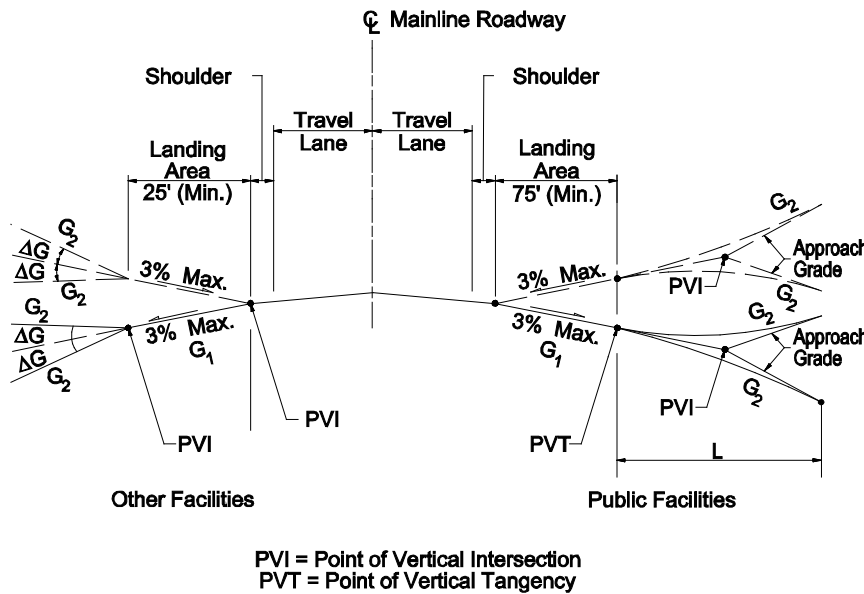 ℄ Mainline Roadway
Shoulder
Shoulder
Travel
Lane
Travel
Lane
Landing
Area
25' (Min.)
Landing
Area
75' (Min.)
G2
ΔG
ΔG
G2
3% Max.
G2
ΔG
ΔG
G2
3% Max.
G1
PVI
PVI
3% Max.
3% Max.
G1
G2
Approach
Grade
PVI
G2
G2
Approach
Grade
PVI
G2
PVT
L
Other Facilities
Public Facilities
PVI = Point of Vertical Intersection
PVT = Point of Vertical Tangency